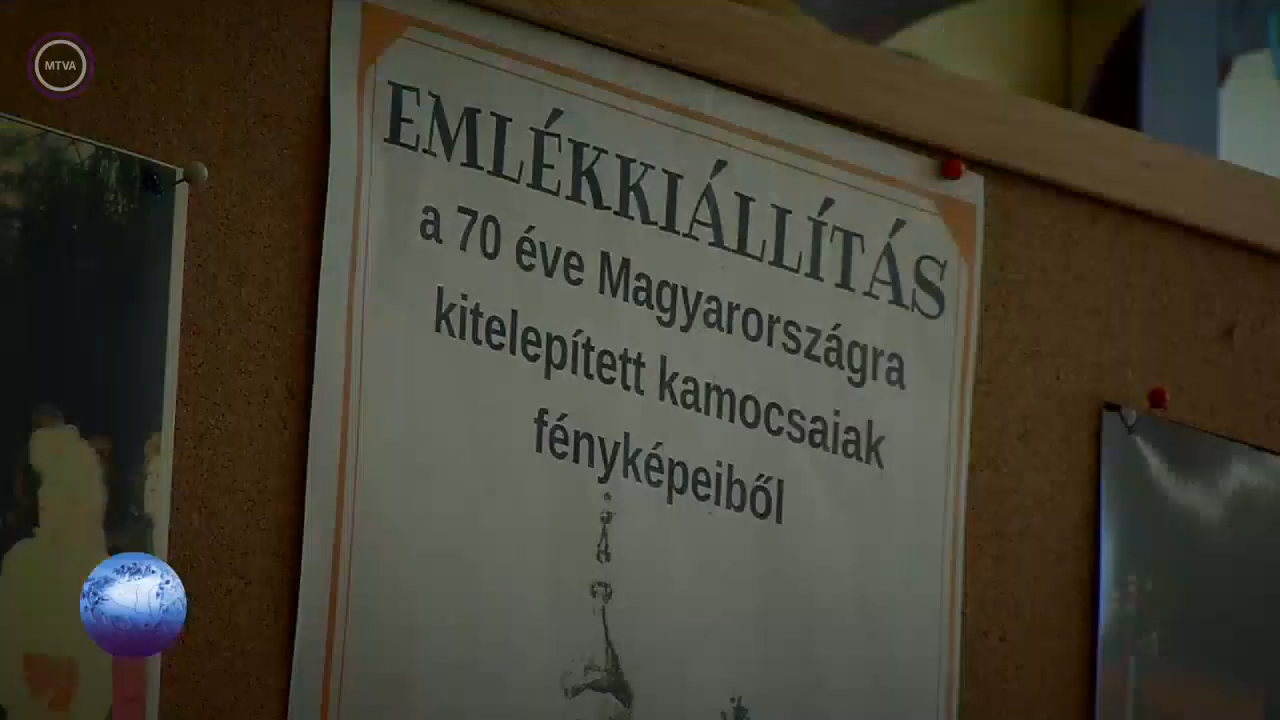 MTVA
EMLÉKKIÁLLÍTÁS
a 70 éve Magyarországra
kitelepített kamocsaiak
fényképeiből